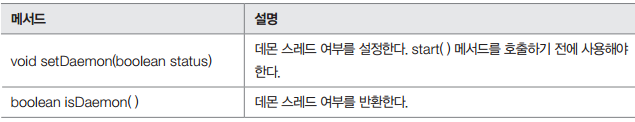 메서드 설명
void setDaemon(boolean status) 데몬 스레드 여부를 설정한다. start( ) 메서드를 호출하기 전에 사용해야
한다.
boolean isDaemon( ) 데몬 스레드 여부를 반환한다.